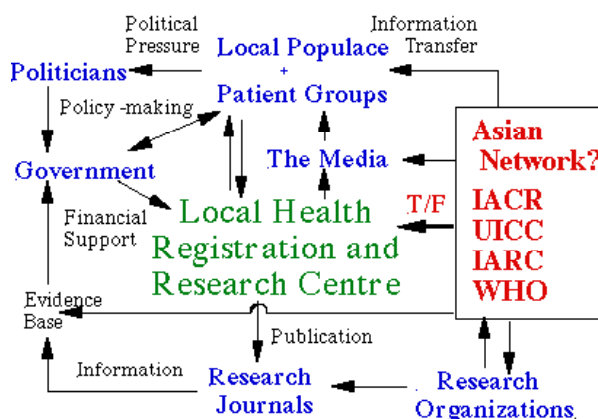 Political
Pressure
Local Populace
+
Patient Groups
Information
Transfer
Politicians
Policy -making
Asian
Network?
IACR
UICC
IARC
WHO
The Media
Government
T/F
Financial
Support
Local Health
Registration and
Research Centre
Evidence
Base
Publication
Information
Research
Journals
Research
Organizations